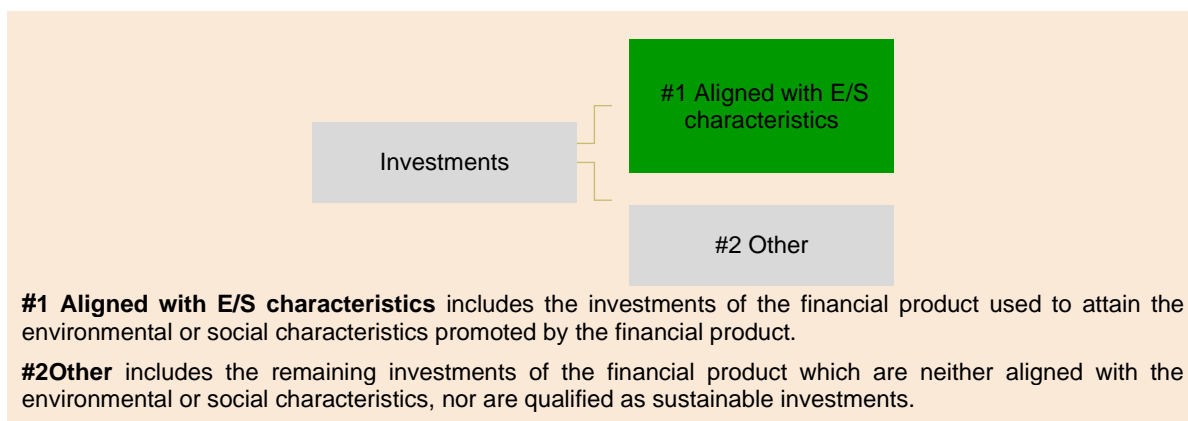 #1 Aligned with E/S
characteristics
Investments
#2 Other
#1 Aligned with E/S characteristics includes the investments of the financial product used to attain the
environmental or social characteristics promoted by the financial product.
#2Other includes the remaining investments of the financial product which are neither aligned with the
environmental or social characteristics, nor are qualified as sustainable investments.